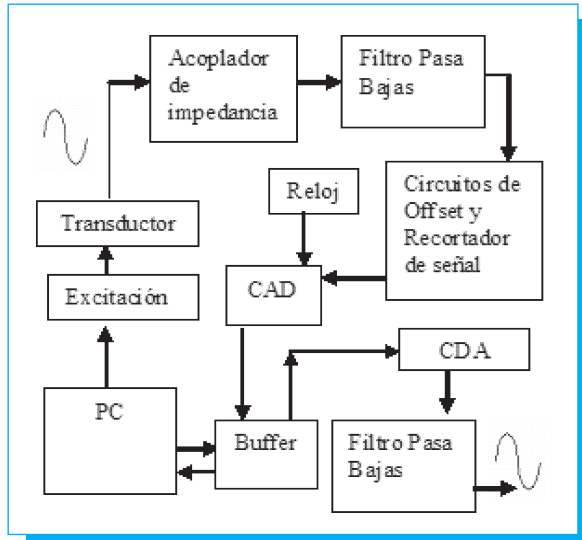 Acoplador
de
impedancia
Filtro Pasa
Bajas
Reloj
Circuitos de
Offset y
Recortador
de señal
Transductor
Excitación
CAD
CDA
PC
Buffer
Filtro Pasa
Bajas